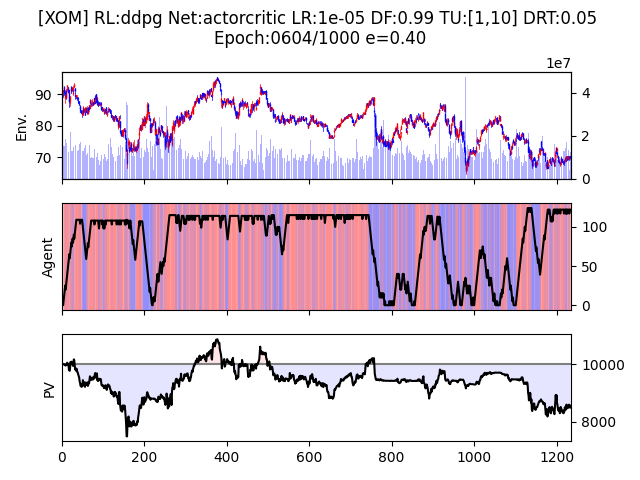 [XOM] RL:ddpg Net:actorcritic LR:1e-05 DF:0.99 TU:[1,10] DRT:0.05
Epoch:0604/1000 e=0.40
1e7
Env.
90
80
70
4
2
0
Agent
100
50
0
PV
10000
8000
0 200 400 600 800 1000 1200